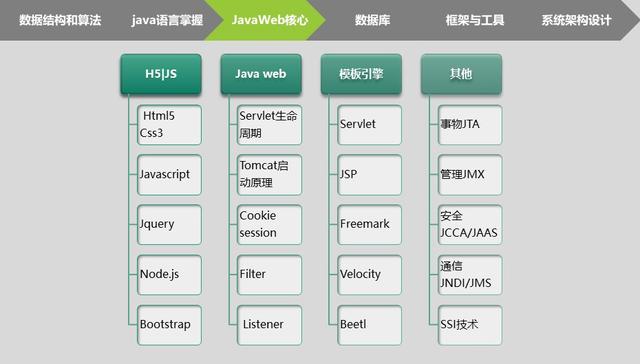 数据结构和算法
java语言掌握
JavaWeb核心
数据库
框架与工具
系统架构设计
H5|JS
Html5
Css3
Javascript
Jquery
Node.js
Bootstrap
Java web
Servlet生命
周期
Tomcat启
动原理
Cookie
session
Filter
Listener
模板引擎
Servlet
JSP
Freemark
Velocity
Beetl
其他
事物JTA
管理JMX
安全
JCCA/JAAS
通信
JNDI/JMS
SSI技术